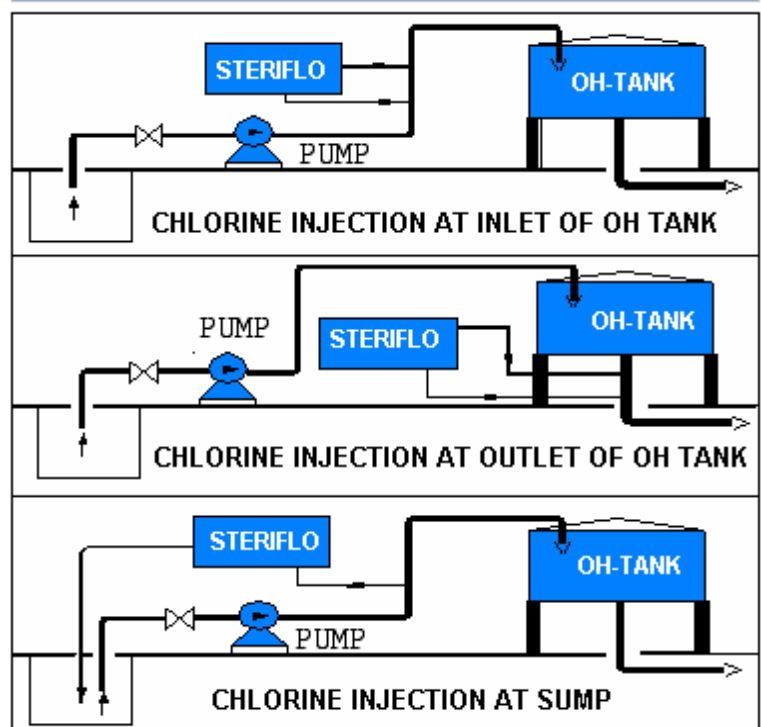 STERIFLO
OH-TANK
PUMP
CHLORINE INJECTION AT INLET OF OH TANK
PUMP
STERIFLO
OH-TANK
CHLORINE INJECTION AT OUTLET OF OH TANK
STERIFLO
OH-TANK
PUMP
CHLORINE INJECTION AT SUMP